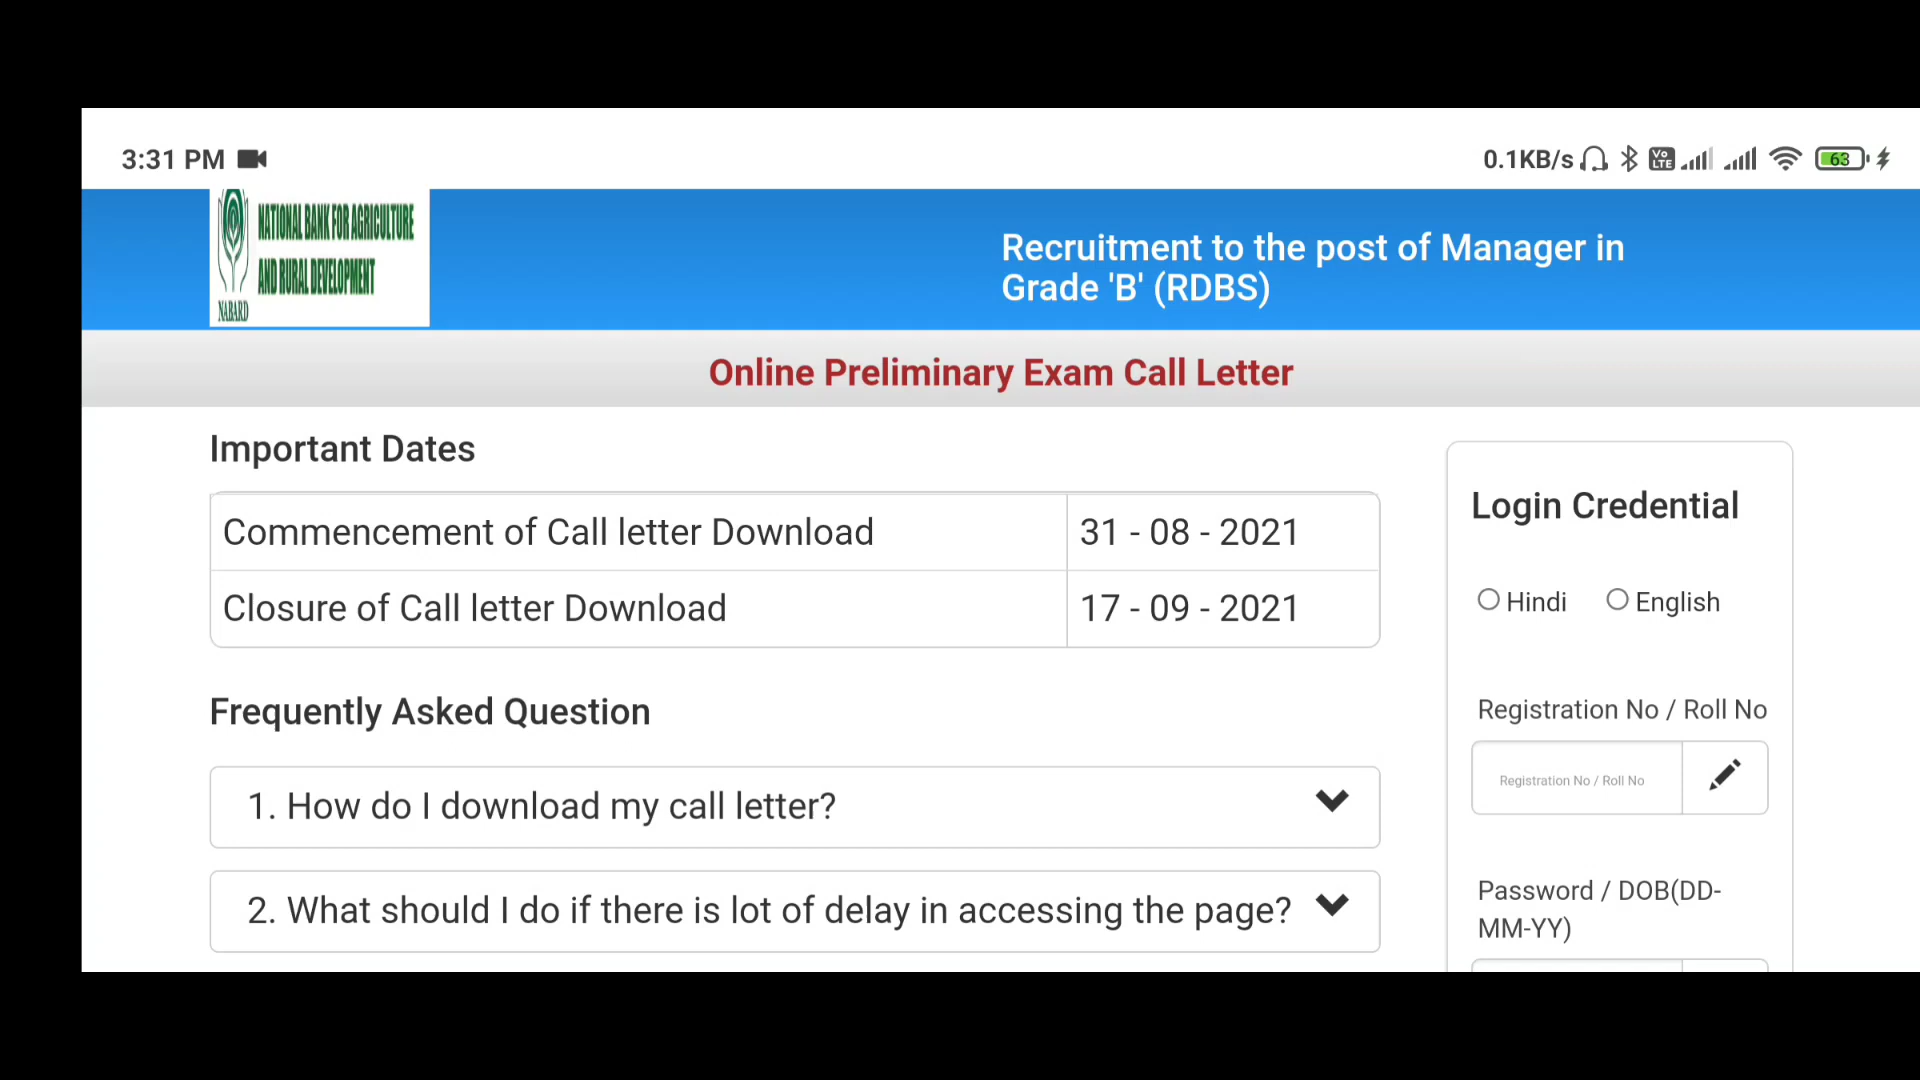 3:31 PM
0.1KB/s
Vo
LTE
63
NATIONAL BANK FOR AGRICULTURE
AND RURAL DEVELOPMENT
NABARD
Recruitment to the post of Manager in
Grade 'B' (RDBS)
Online Preliminary Exam Call Letter
Important Dates
Commencement of Call letter Download 31 - 08 - 2021
Closure of Call letter Download 17 - 09 - 2021
Frequently Asked Question
1. How do I download my call letter?
2. What should I do if there is lot of delay in accessing the page?
Login Credential
Hindi English
Registration No / Roll No
Registration No / Roll No
Password / DOB(DD-
MM-YY)